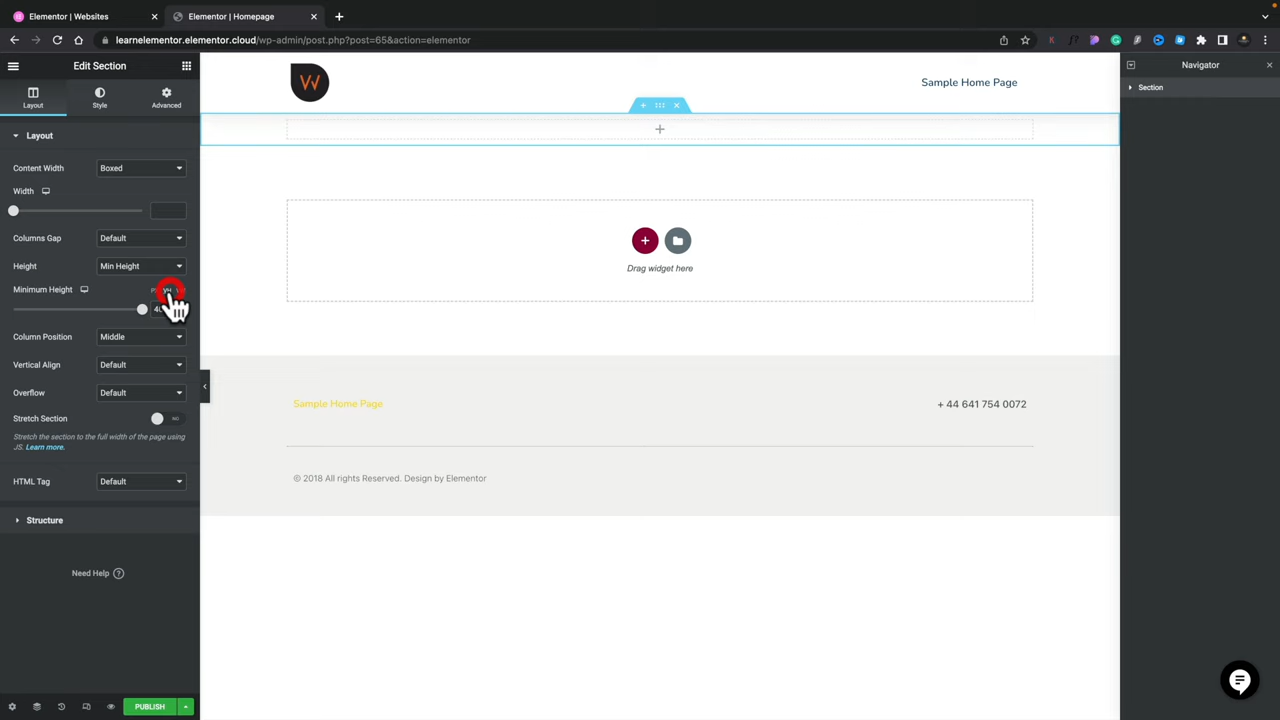 Elementor | Websites
Elementor | Homepage
learnelementor.elementor.cloud/wp-admin/post.php?post=65&action=elementor
Edit Section
Layout
Style
Advanced
Layout
Content Width
Boxed
Width
Columns Gap
Default
Height
Min Height
Minimum Height
Column Position
Middle
Vertical Align
Default
Overflow
Default
Stretch Section
NO
Stretch the section to the full width of the page using
JS. Learn more.
HTML Tag
Default
Structure
Need Help
PUBLISH
W
Sample Home Page
Drag widget here
Sample Home Page
+ 44 641 754 0072
© 2018 All rights Reserved. Design by Elementor
Navigator
Section